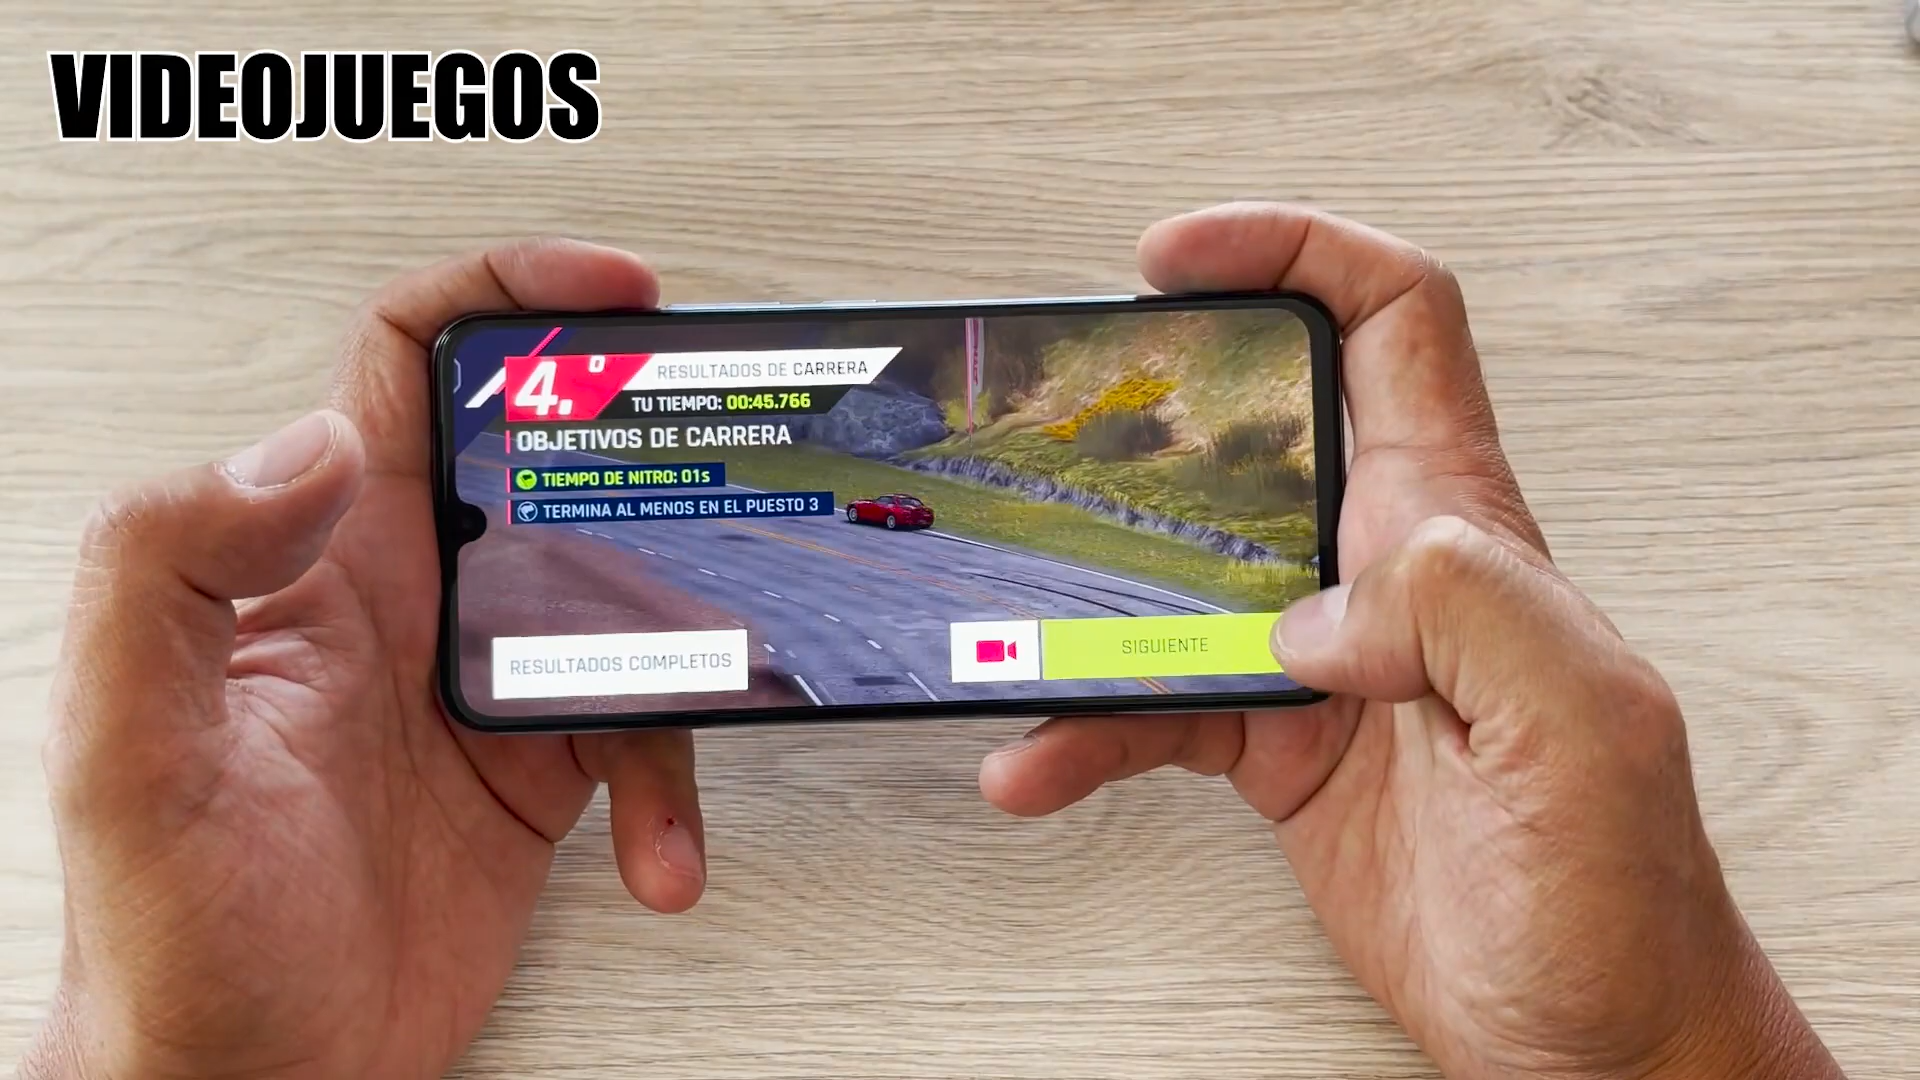 VIDEOJUEGOS
4.º
RESULTADOS DE CARRERA
TU TIEMPO: 00:45.766
OBJETIVOS DE CARRERA
TIEMPO DE NITRO: 01s
TERMINA AL MENOS EN EL PUESTO 3
RESULTADOS COMPLETOS
SIGUIENTE